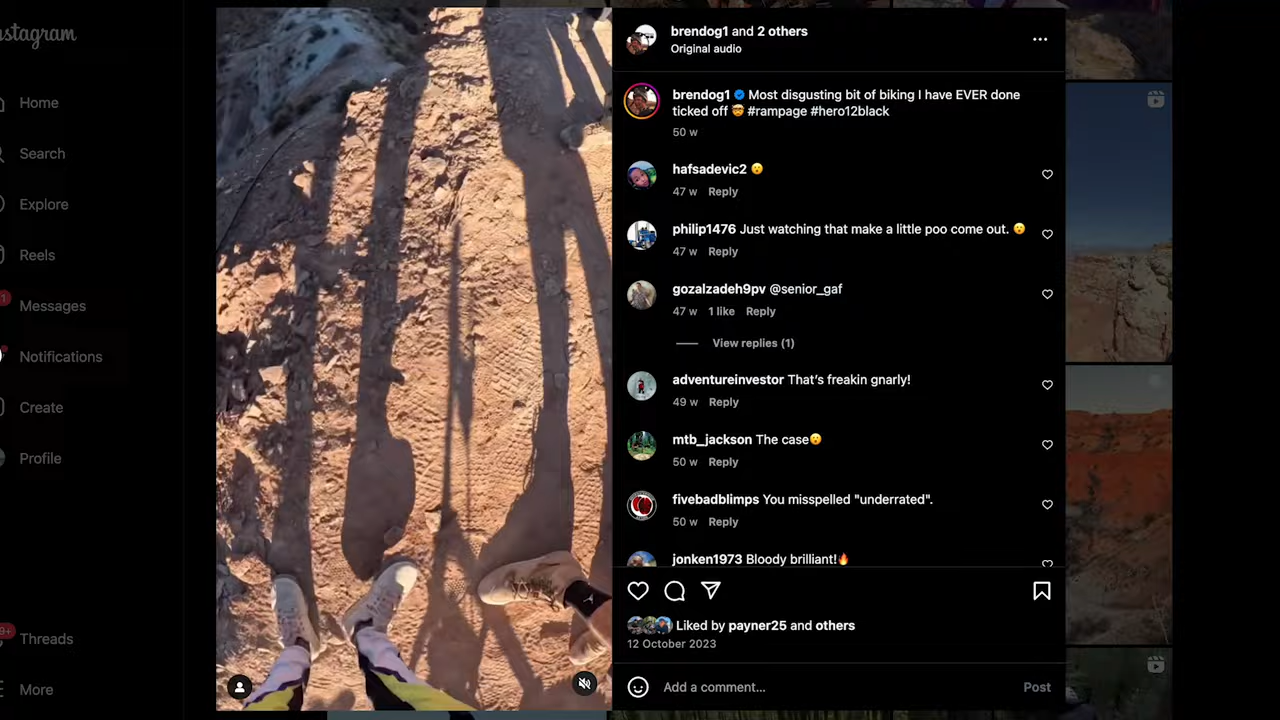 nstagram
Home
Search
Explore
Reels
1
Messages
Notifications
Create
Profile
9+
Threads
More
brendog1 and 2 others
Original audio
brendog1 Most disgusting bit of biking I have EVER done
ticked off 🤯 #rampage #hero12black
50 w
hafsadevic2 😮
47 w Reply
philip1476 Just watching that make a little poo come out. 😮
47 w Reply
gozalzadeh9pv @senior_gaf
47 w 1 like Reply
View replies (1)
adventureinvestor That's freakin gnarly!
49 w Reply
mtb_jackson The case😮
50 w Reply
fivebadblimps You misspelled "underrated".
50 w Reply
jonken1973 Bloody brilliant!🔥
Liked by payner25 and others
12 October 2023
Add a comment...
Post